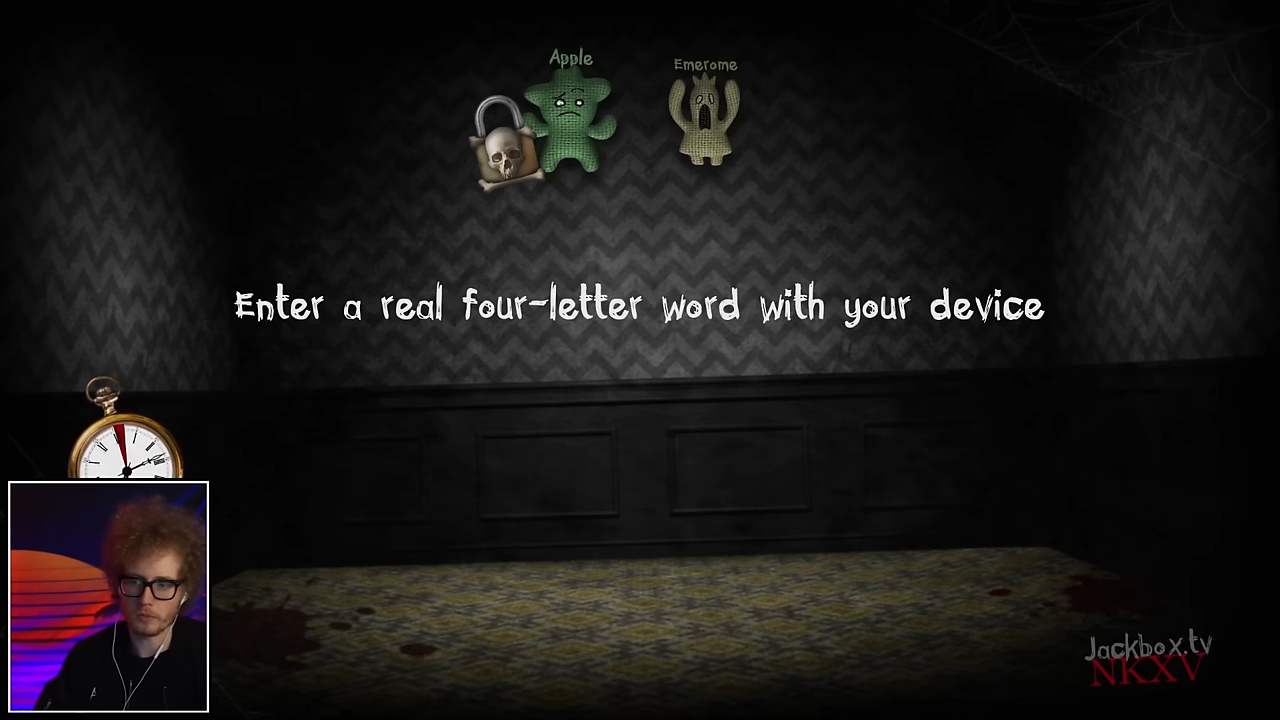 Apple
Emerome
Enter a real four-letter word with your device
Jackbox.tv
NKXV